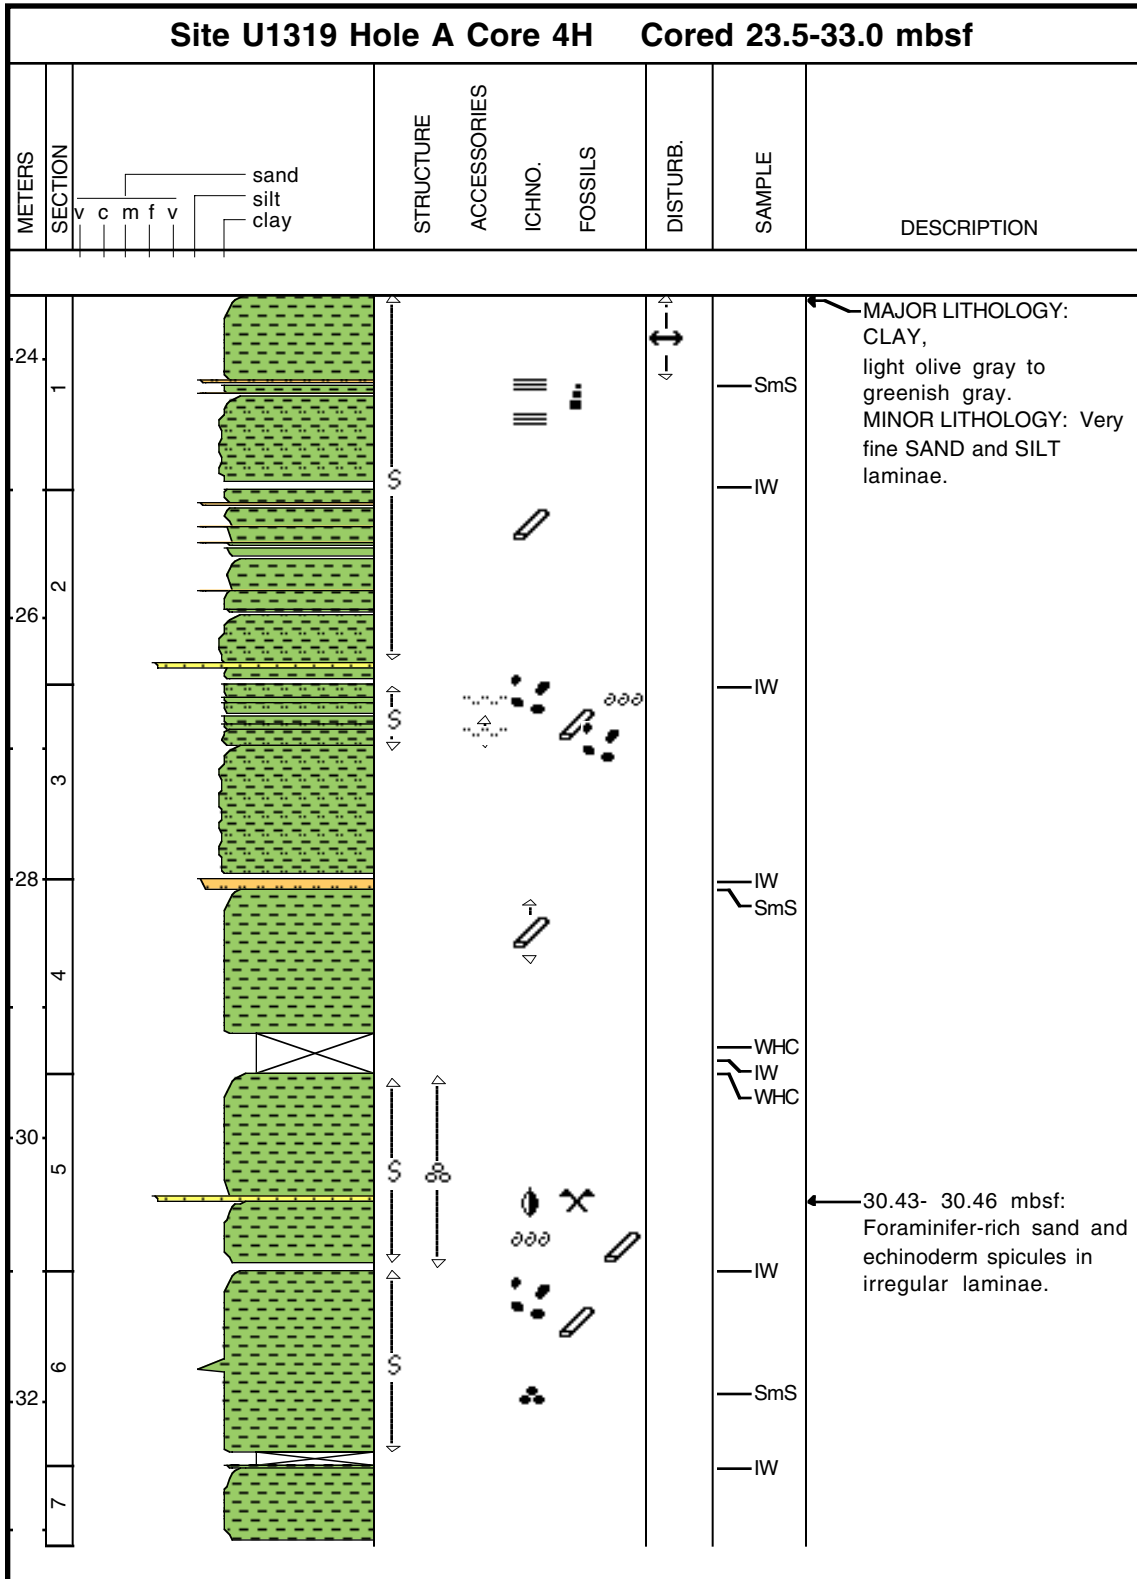 Site U1319 Hole A Core 4H Cored 23.5-33.0 mbsf
METERS
SECTION
v c m f v
sand
silt
clay
STRUCTURE
ACCESSORIES
ICHNO.
FOSSILS
DISTURB.
SAMPLE
DESCRIPTION
MAJOR LITHOLOGY:
CLAY,
light olive gray to
greenish gray.
MINOR LITHOLOGY: Very
fine SAND and SILT
laminae.
24
1
SmS
S
IW
2
26
IW
S
3
28
IW
SmS
4
WHC
IW
WHC
30
5
S
30.43- 30.46 mbsf:
Foraminifer-rich sand and
echinoderm spicules in
irregular laminae.
IW
6
S
32
SmS
IW
7